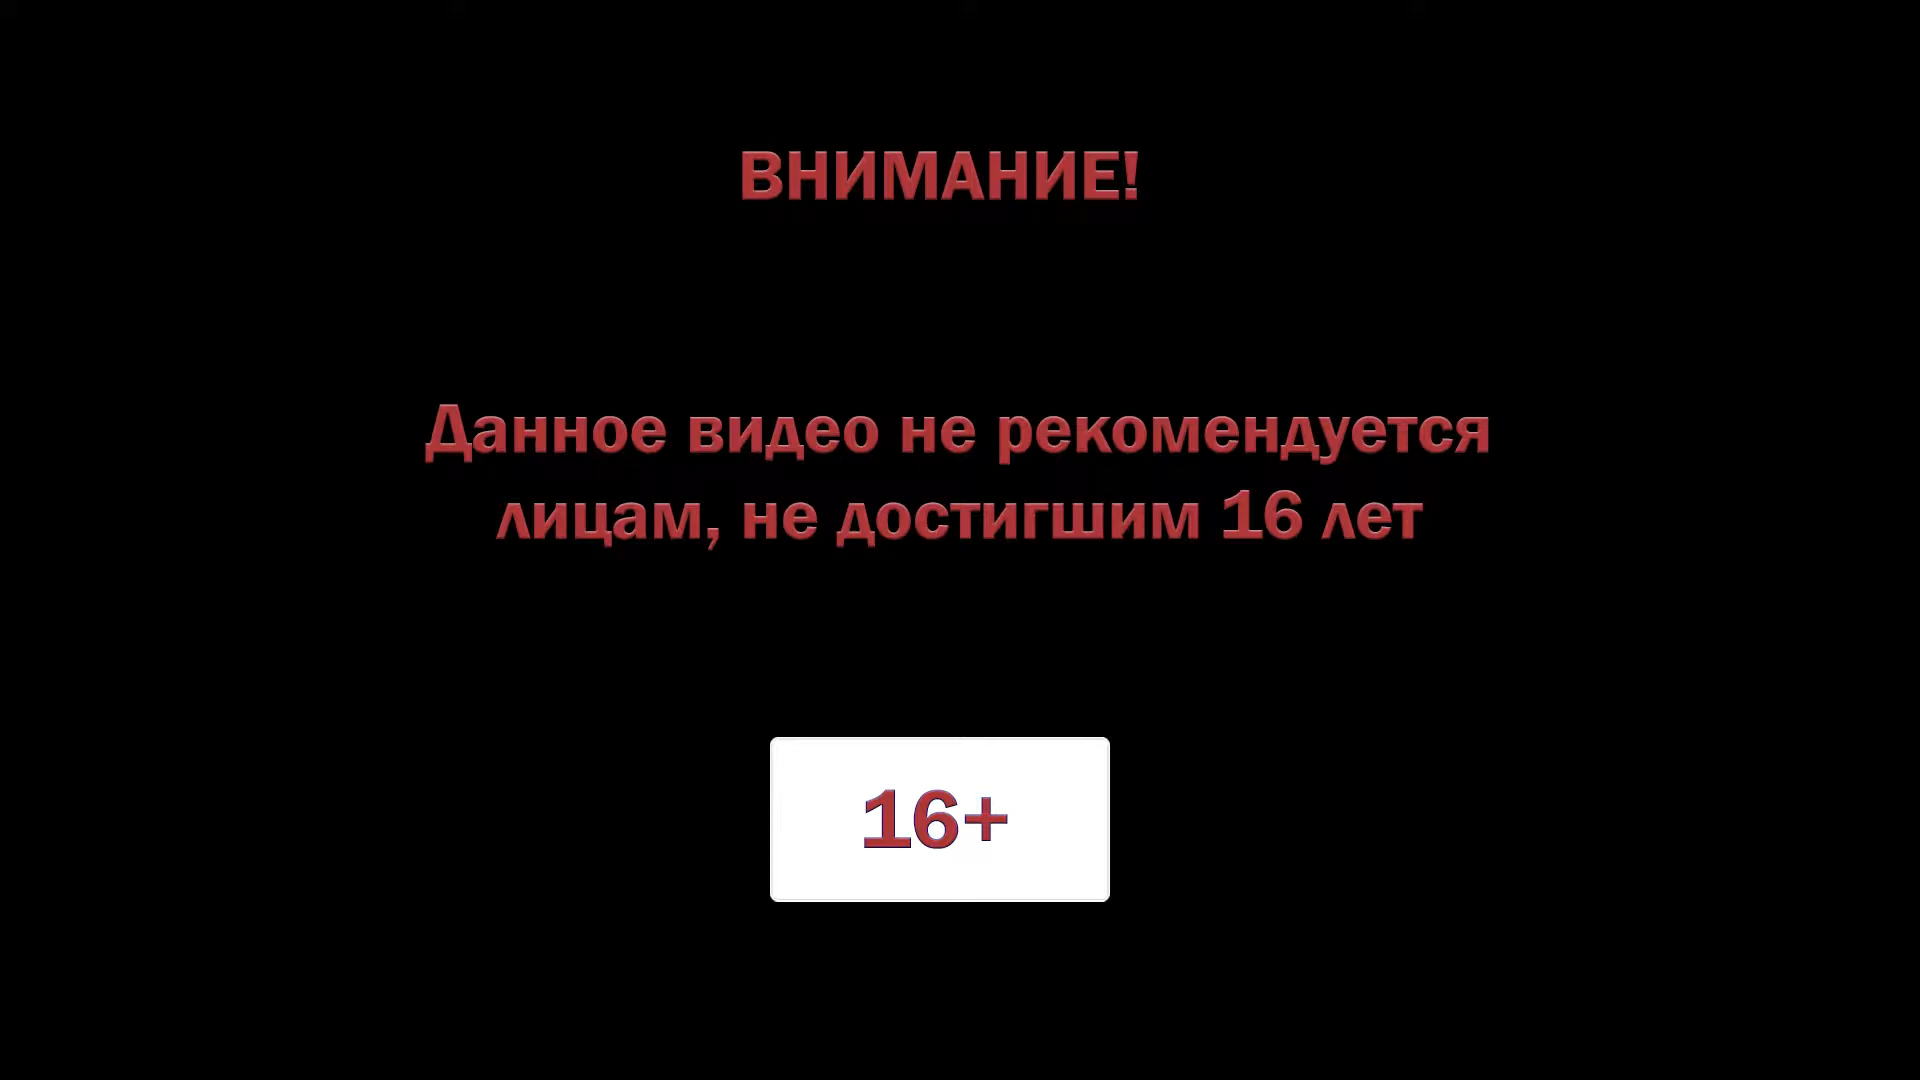 ВНИМАНИЕ!
Данное видео не рекомендуется
лицам, не достигшим 16 лет
16+